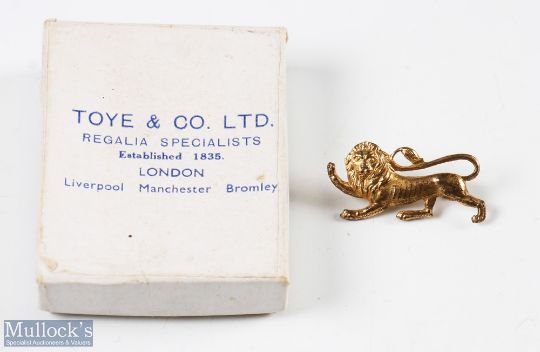 TOYE & CO. LTD.
REGALIA SPECIALISTS
Established 1835.
LONDON
Liverpool Manchester Bromley
Mullock's
Specialist Auctioneers & Valuers